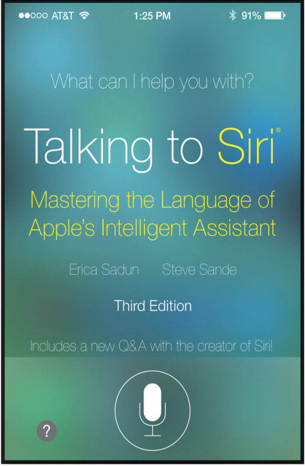 ●●○○○ AT&T 1:25 PM 91%
What can I help you with?
Talking to Siri®
Mastering the Language of
Apple's Intelligent Assistant
Erica Sadun Steve Sande
Third Edition
Includes a new Q&A with the creator of Siri!
?